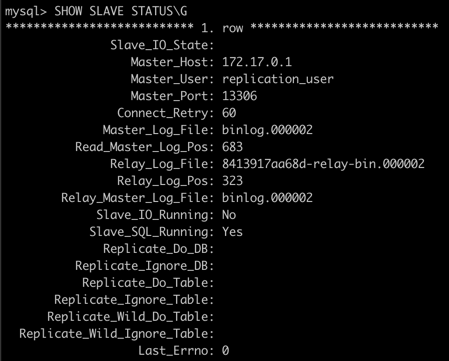 mysql> SHOW SLAVE STATUS\G
*************************** 1. row ***************************
Slave_IO_State:
Master_Host: 172.17.0.1
Master_User: replication_user
Master_Port: 13306
Connect_Retry: 60
Master_Log_File: binlog.000002
Read_Master_Log_Pos: 683
Relay_Log_File: 8413917aa68d-relay-bin.000002
Relay_Log_Pos: 323
Relay_Master_Log_File: binlog.000002
Slave_IO_Running: No
Slave_SQL_Running: Yes
Replicate_Do_DB:
Replicate_Ignore_DB:
Replicate_Do_Table:
Replicate_Ignore_Table:
Replicate_Wild_Do_Table:
Replicate_Wild_Ignore_Table:
Last_Errno: 0